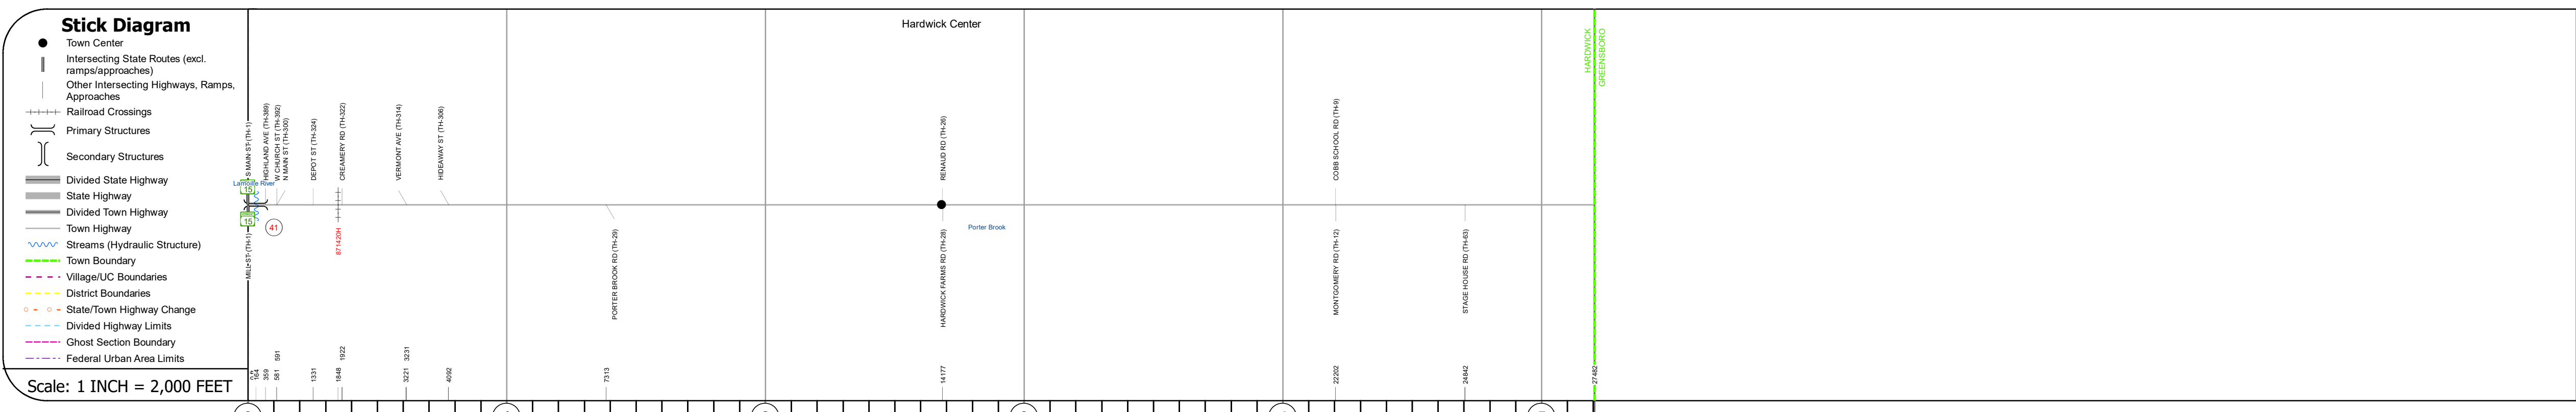 Stick Diagram
Town Center
Intersecting State Routes (excl.
ramps/approaches)
Other Intersecting Highways, Ramps,
Approaches
Railroad Crossings
Primary Structures
Secondary Structures
Divided State Highway
State Highway
Divided Town Highway
Town Highway
Streams (Hydraulic Structure)
Town Boundary
Village/UC Boundaries
District Boundaries
State/Town Highway Change
Divided Highway Limits
Ghost Section Boundary
Federal Urban Area Limits
Scale: 1 INCH = 2,000 FEET
Hardwick Center
HARDWICK
GREENSBORO
S MAIN ST (TH-1)
HIGHLAND AVE (TH-389)
W CHURCH ST (TH-392)
N MAIN ST (TH-300)
DEPOT ST (TH-324)
CREAMERY RD (TH-322)
VERMONT AVE (TH-314)
HIDEAWAY ST (TH-306)
RENAUD RD (TH-26)
COBB SCHOOL RD (TH-9)
Lamoille River
15
15
41
871420H
Porter Brook
MILL ST (TH-1)
PORTER BROOK RD (TH-29)
HARDWICK FARMS RD (TH-28)
MONTGOMERY RD (TH-12)
STAGE HOUSE RD (TH-63)
164
359
581
591
1331
1848
1922
3221
3231
4092
7313
14177
22202
24842
27482